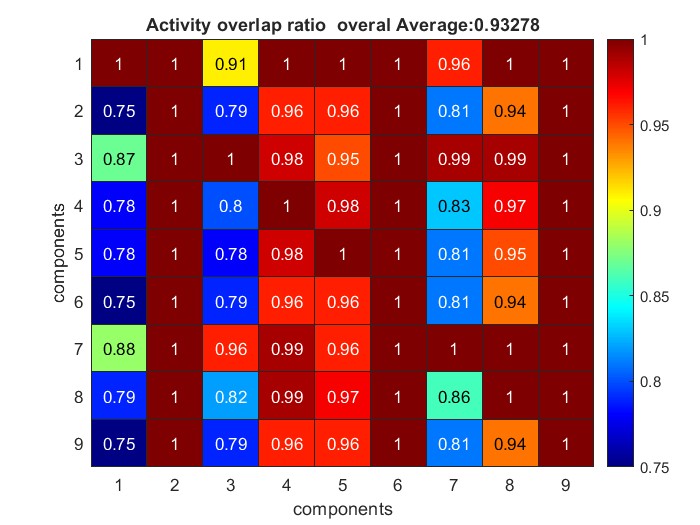 Activity overlap ratio  overal Average:0.93278
1 1 1 0.91 1 1 1 0.96 1 1
2 0.75 1 0.79 0.96 0.96 1 0.81 0.94 1
3 0.87 1 1 0.98 0.95 1 0.99 0.99 1
4 0.78 1 0.8 1 0.98 1 0.83 0.97 1
5 0.78 1 0.78 0.98 1 1 0.81 0.95 1
6 0.75 1 0.79 0.96 0.96 1 0.81 0.94 1
7 0.88 1 0.96 0.99 0.96 1 1 1 1
8 0.79 1 0.82 0.99 0.97 1 0.86 1 1
9 0.75 1 0.79 0.96 0.96 1 0.81 0.94 1
1 2 3 4 5 6 7 8 9
components
components
1
0.95
0.9
0.85
0.8
0.75